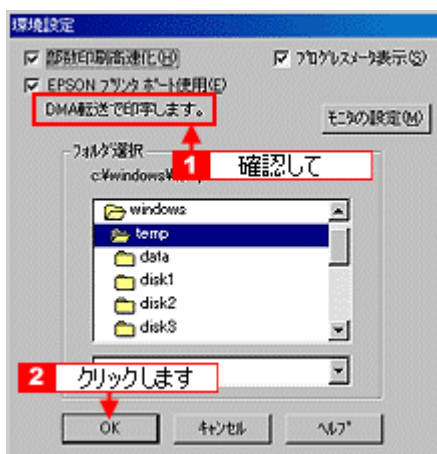 環境設定
部数印刷高速化(H)
プログレスメータ表示(S)
EPSON プリンタ ポート使用(E)
DMA転送で印字します。
モニタの設定(M)
フォルダ選択
1 確認して
c:¥windows¥
windows
temp
data
disk1
disk2
disk3
2 クリックします
OK
キャンセル
ヘルプ